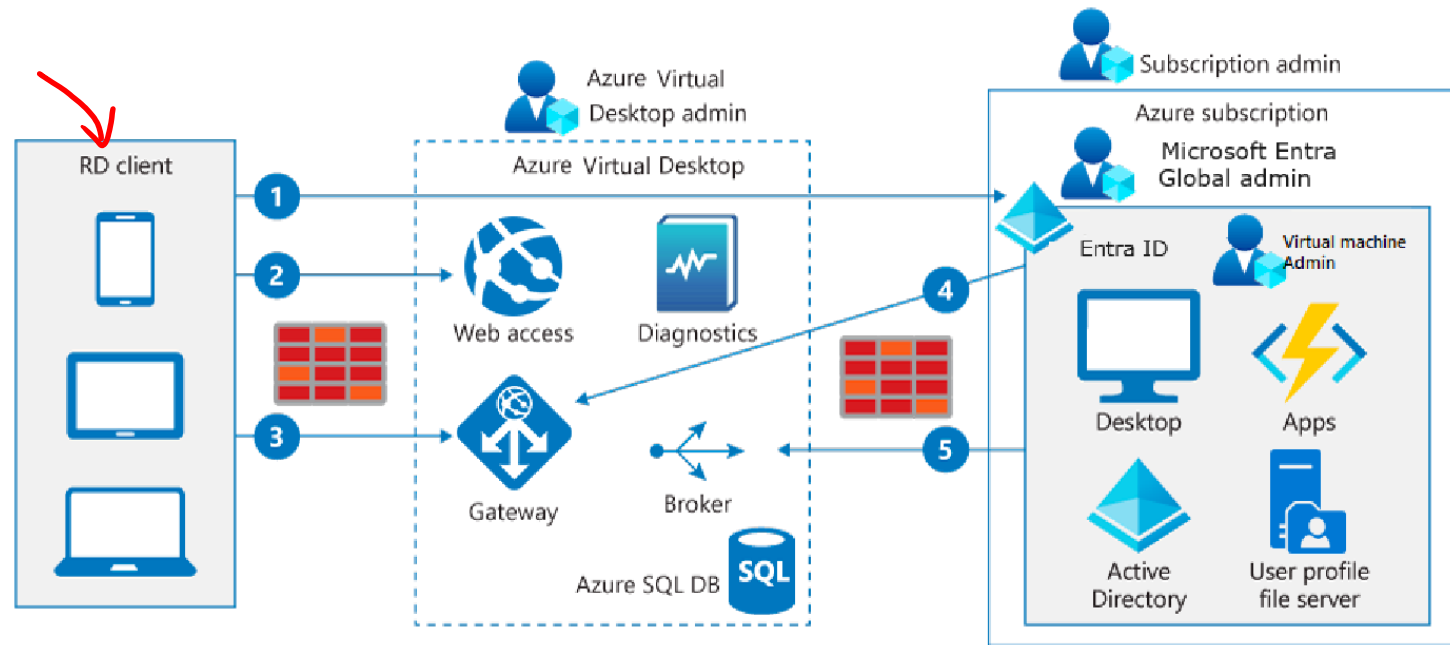 Subscription admin
Azure Virtual
Desktop admin
Azure subscription
RD client
Azure Virtual Desktop
Microsoft Entra
Global admin
1
2
3
4
5
Web access
Diagnostics
Gateway
Broker
Azure SQL DB
SQL
Entra ID
Virtual machine
Admin
Desktop
Apps
Active
Directory
User profile
file server